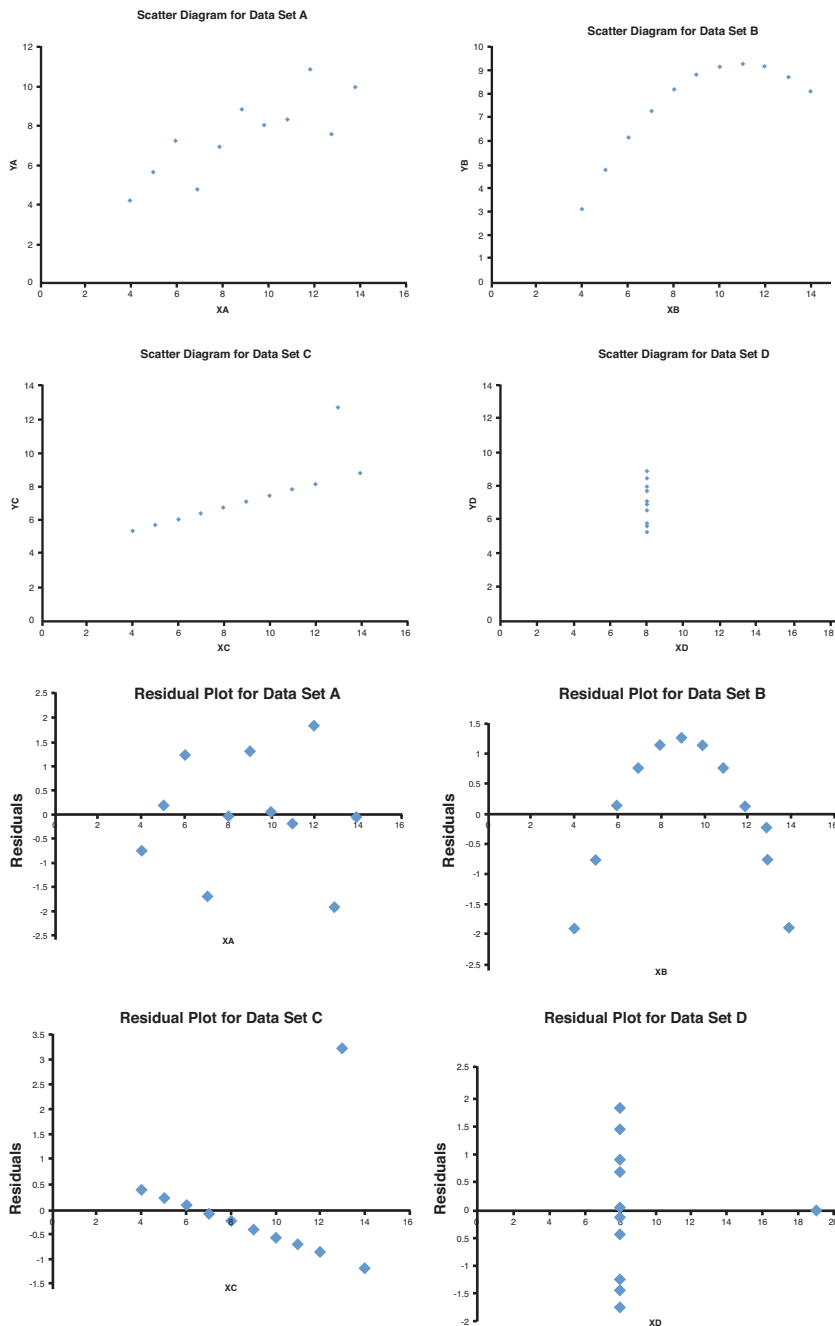 Scatter Diagram for Data Set A
12
10
8
6
4
2
0
YA
0 2 4 6 8 10 12 14 16
XA
Scatter Diagram for Data Set B
10
9
8
7
6
5
4
3
2
1
0
YB
0 2 4 6 8 10 12 14
XB
Scatter Diagram for Data Set C
14
12
10
8
6
4
2
0
YC
0 2 4 6 8 10 12 14 16
XC
Scatter Diagram for Data Set D
14
12
10
8
6
4
2
0
YD
0 2 4 6 8 10 12 14 16 18
XD
Residual Plot for Data Set A
2.5
2
1.5
1
0.5
0
-0.5
-1
-1.5
-2
-2.5
Residuals
0 2 4 6 8 10 12 14 16
XA
Residual Plot for Data Set B
1.5
1
0.5
0
-0.5
-1
-1.5
-2
-2.5
Residuals
0 2 4 6 8 10 12 14 16
XB
Residual Plot for Data Set C
3.5
3
2.5
2
1.5
1
0.5
0
-0.5
-1
-1.5
Residuals
0 2 4 6 8 10 12 14 16
XC
Residual Plot for Data Set D
2.5
2
1.5
1
0.5
0
0.5
-1
-1.5
-2
Residuals
0 2 4 6 8 10 12 14 16 18 20
XD